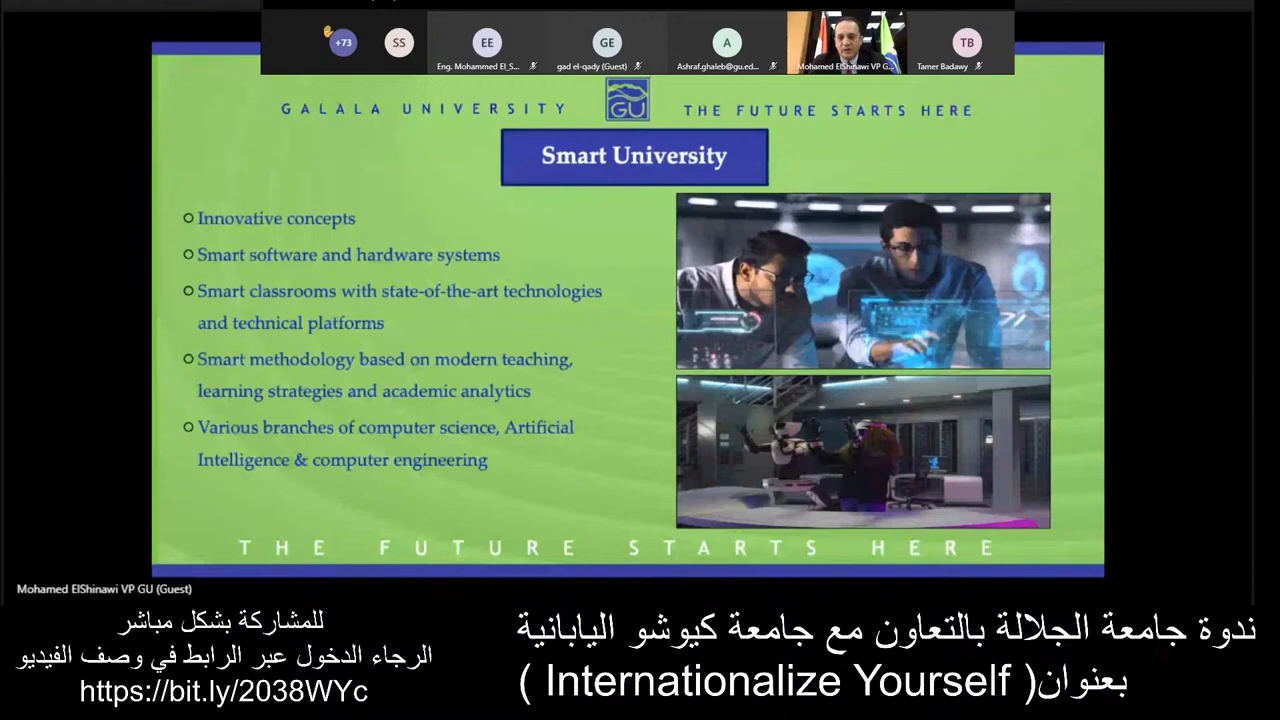 +73
SS
EE
GE
A
TB
Eng. Mohammed El_S...
gad el-qady (Guest)
Ashraf.ghaleb@gu.ed...
Mohamed ElShinawi VP G...
Tamer Badawy
GALALA UNIVERSITY
GU
THE FUTURE STARTS HERE
Smart University
Innovative concepts
Smart software and hardware systems
Smart classrooms with state-of-the-art technologies
and technical platforms
Smart methodology based on modern teaching,
learning strategies and academic analytics
Various branches of computer science, Artificial
Intelligence & computer engineering
THE FUTURE STARTS HERE
Mohamed ElShinawi VP GU (Guest)
ندوة جامعة الجلالة بالتعاون مع جامعة كيوشو اليابانية
بعنوان( Internationalize Yourself )
للمشاركة بشكل مباشر
الرجاء الدخول عبر الرابط في وصف الفيديو
https://bit.ly/2038WYc